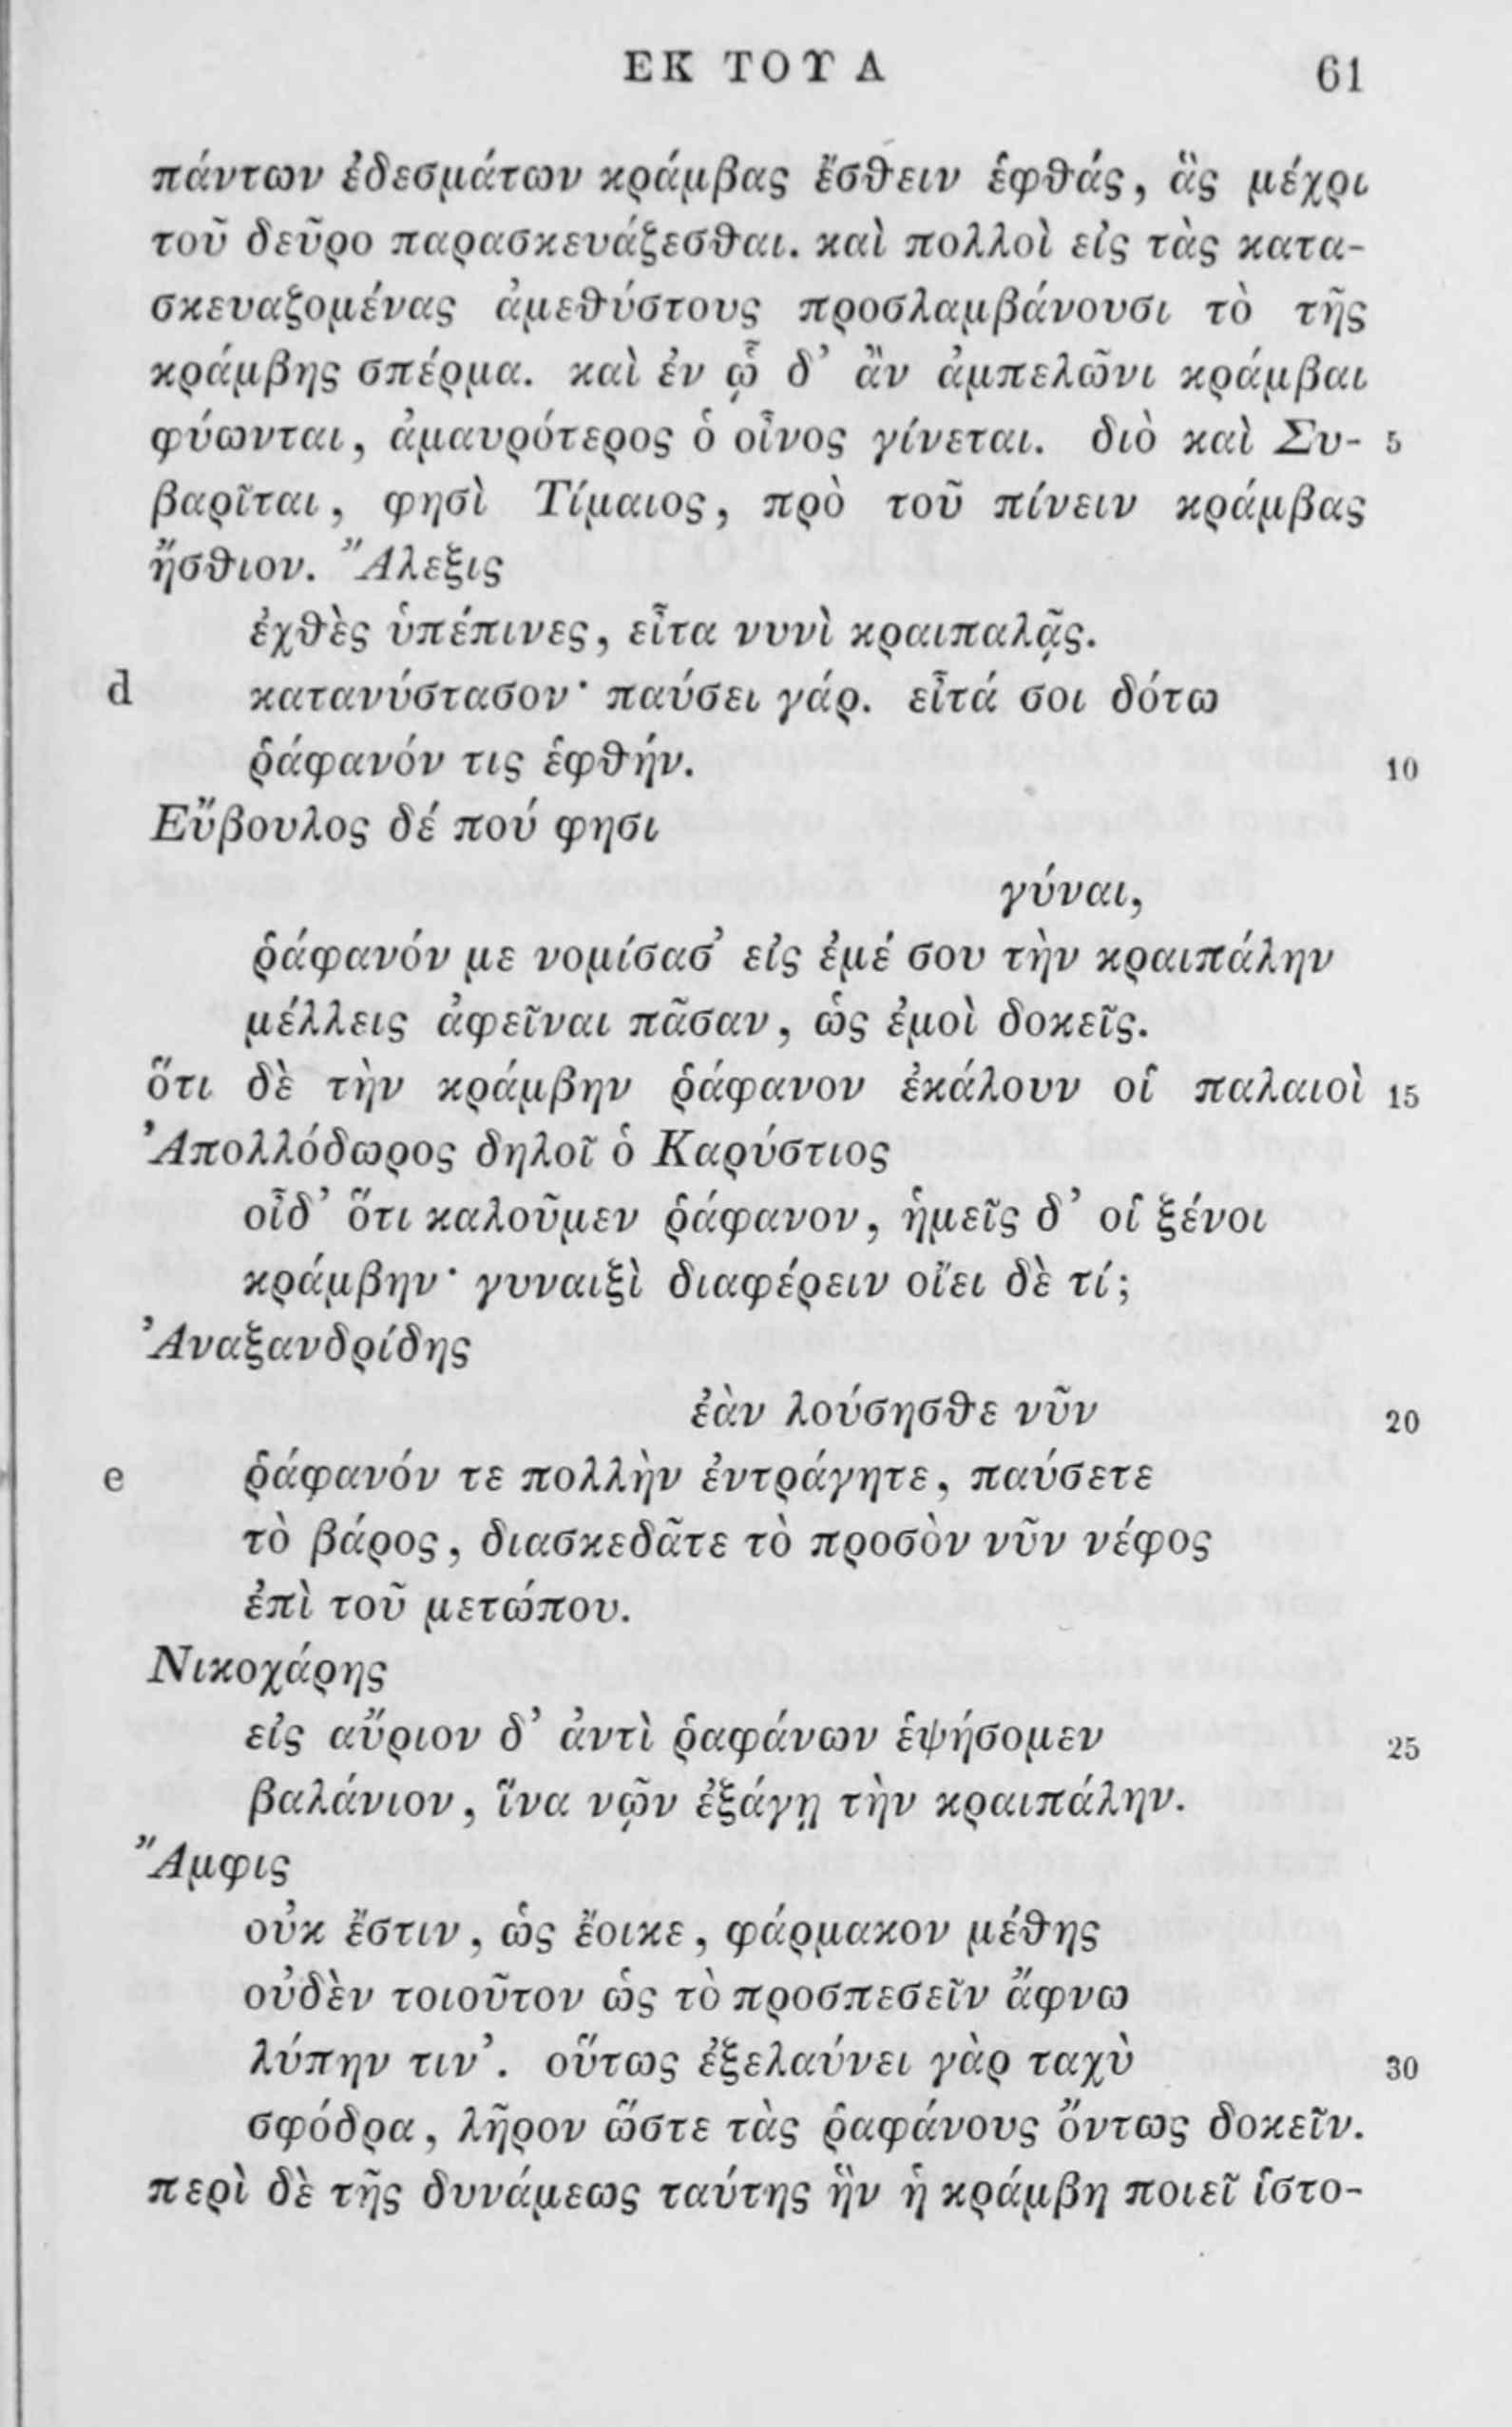 ΕΚ ΤΟΥ Α 61
πάντων ἐδεσμάτων κράμβας ἔσθειν ἑφθάς, ἃς μέχρι
τοῦ δεῦρο παρασκευάζεσθαι. καὶ πολλοὶ εἰς τὰς κατα-
σκευαζομένας ἀμεθύστους προσλαμβάνουσι τὸ τῆς
κράμβης σπέρμα. καὶ ἐν ᾧ δ’ ἂν ἀμπελῶνι κράμβαι
φύωνται, ἀμαυρότερος ὁ οἶνος γίνεται. διὸ καὶ Συ- 5
βαρῖται, φησὶ Τίμαιος, πρὸ τοῦ πίνειν κράμβας
ἤσθιον. Ἄλεξις
ἐχθὲς ὑπέπινες, εἶτα νυνὶ κραιπαλᾷς.
d κατανύστασον· παύσει γάρ. εἶτά σοι δότω
ῥάφανόν τις ἑφθήν. 10
Εὔβουλος δέ πού φησι
γύναι,
ῥάφανόν με νομίσασ’ εἰς ἐμέ σου τὴν κραιπάλην
μέλλεις ἀφεῖναι πᾶσαν, ὡς ἐμοὶ δοκεῖς.
ὅτι δὲ τὴν κράμβην ῥάφανον ἐκάλουν οἱ παλαιοὶ 15
Ἀπολλόδωρος δηλοῖ ὁ Καρύστιος
οἶδ’ ὅτι καλοῦμεν ῥάφανον, ἡμεῖς δ’ οἱ ξένοι
κράμβην· γυναιξὶ διαφέρειν οἴει δὲ τί;
Ἀναξανδρίδης
ἐὰν λούσησθε νῦν 20
e ῥάφανόν τε πολλὴν ἐντράγητε, παύσετε
τὸ βάρος, διασκεδᾶτε τὸ προσὸν νῦν νέφος
ἐπὶ τοῦ μετώπου.
Νικοχάρης
εἰς αὔριον δ’ ἀντὶ ῥαφάνων ἑψήσομεν 25
βαλάνιον, ἵνα νῷν ἐξάγῃ τὴν κραιπάλην.
Ἄμφις
οὐκ ἔστιν, ὡς ἔοικε, φάρμακον μέθης
οὐδὲν τοιοῦτον ὡς τὸ προσπεσεῖν ἄφνω
λύπην τιν’. οὕτως ἐξελαύνει γὰρ ταχὺ 30
σφόδρα, λῆρον ὥστε τὰς ῥαφάνους ὄντως δοκεῖν.
περὶ δὲ τῆς δυνάμεως ταύτης ἣν ἡ κράμβη ποιεῖ ἱστο-